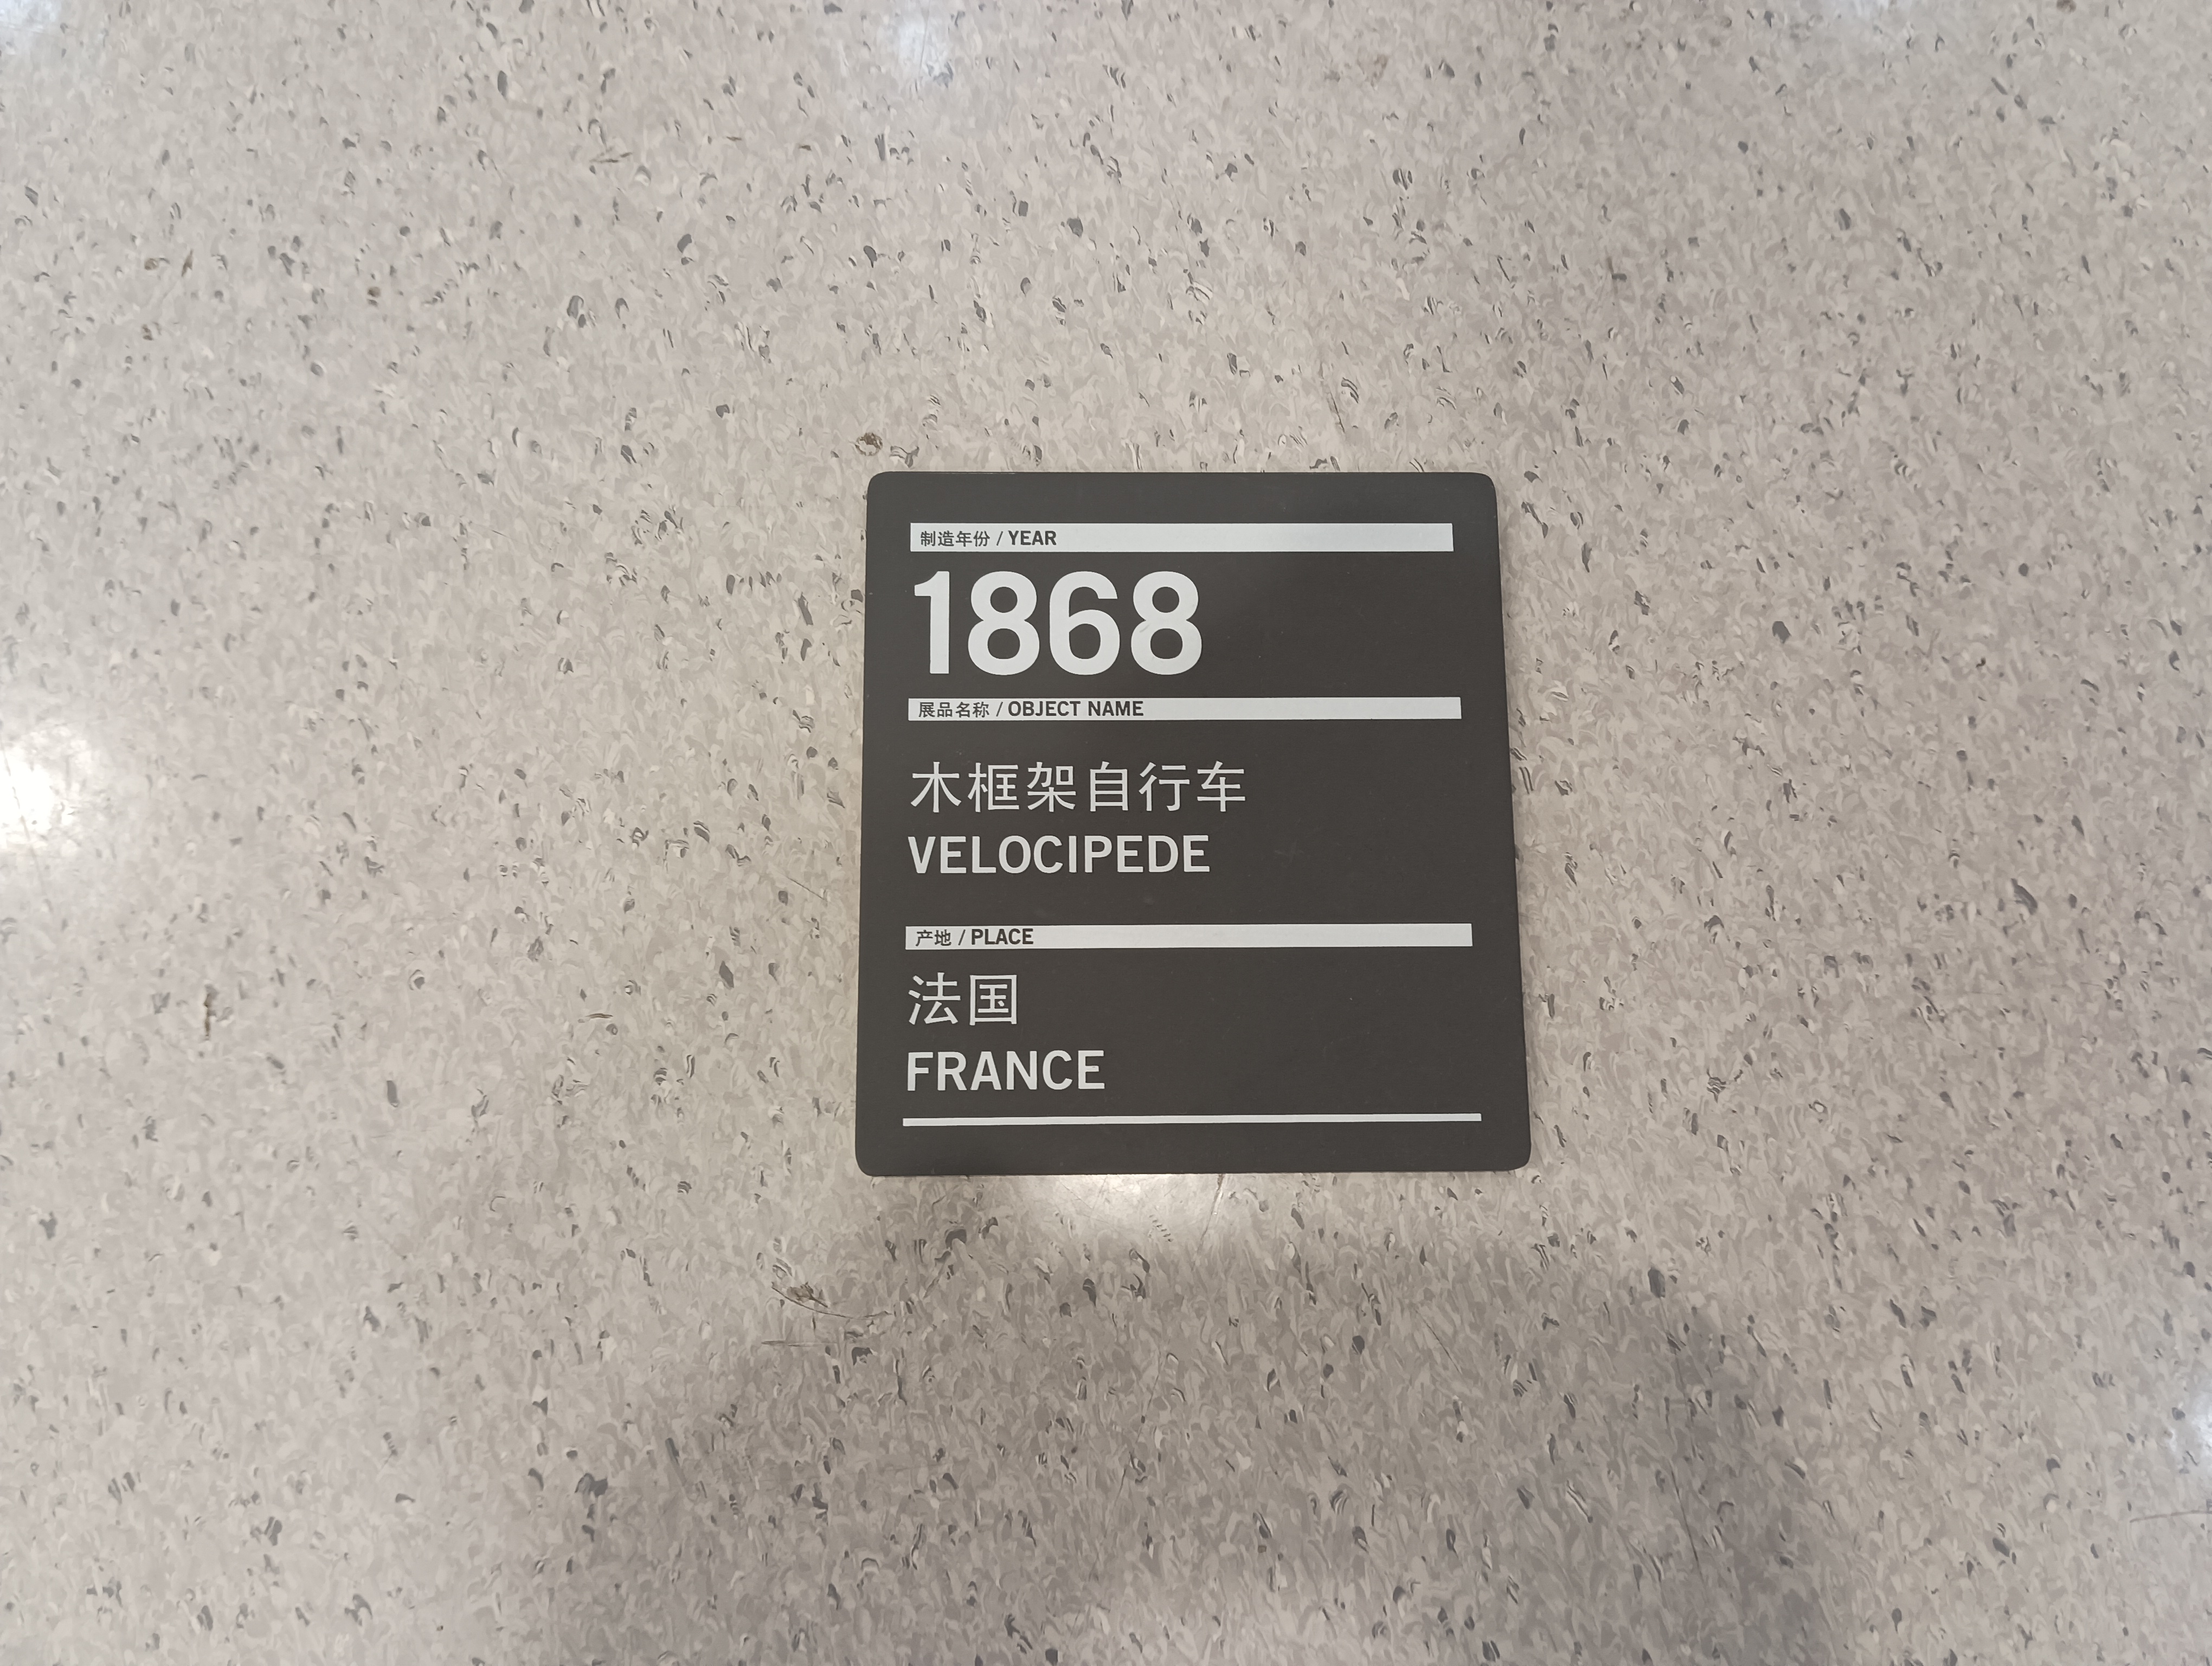 制造年份 / YEAR
1868
展品名称 / OBJECT NAME
木框架自行车
VELOCIPEDE
产地 / PLACE
法国
FRANCE